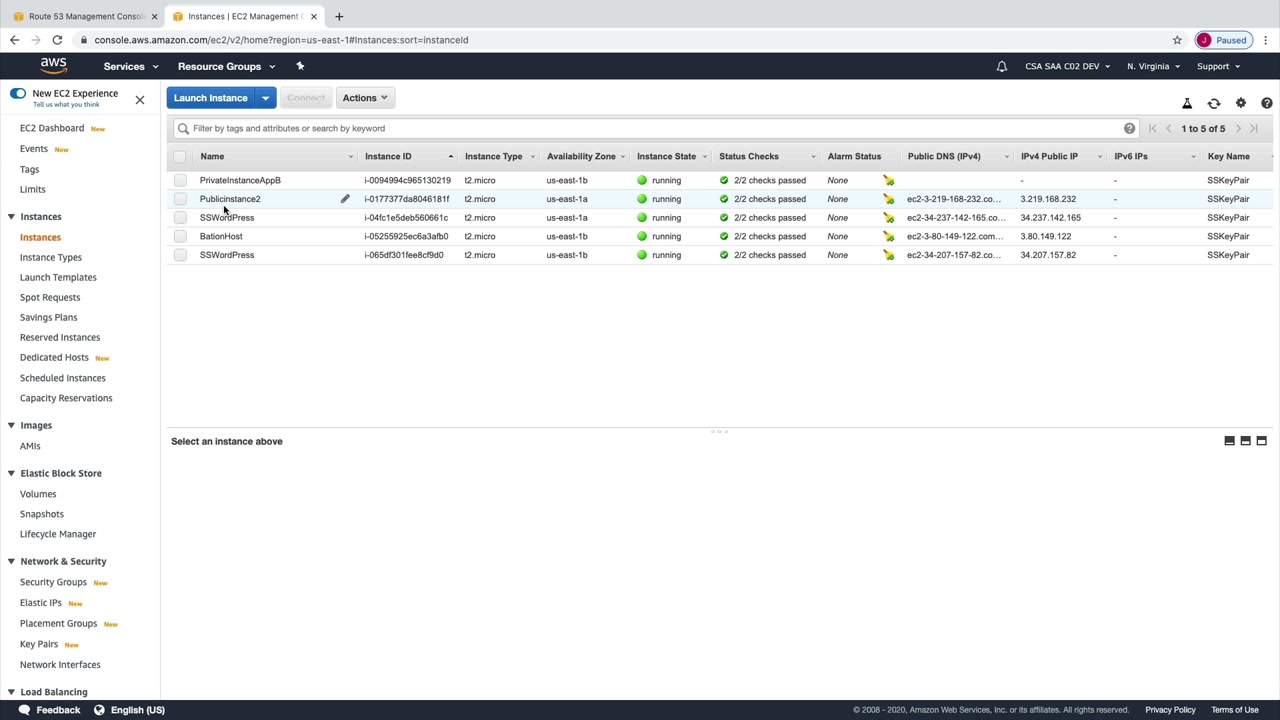 Route 53 Management Consol
Instances | EC2 Management C
console.aws.amazon.com/ec2/v2/home?region=us-east-1#Instances:sort=instanceId
J Paused
aws Services Resource Groups CSA SAA C02 DEV N. Virginia Support
New EC2 Experience
Tell us what you think
EC2 Dashboard New
Events New
Tags
Limits
Instances
Instances
Instance Types
Launch Templates
Spot Requests
Savings Plans
Reserved Instances
Dedicated Hosts New
Scheduled Instances
Capacity Reservations
Images
AMIs
Elastic Block Store
Volumes
Snapshots
Lifecycle Manager
Network & Security
Security Groups New
Elastic IPs New
Placement Groups New
Key Pairs New
Network Interfaces
Load Balancing
Launch Instance Connect Actions
Filter by tags and attributes or search by keyword
1 to 5 of 5
Name Instance ID Instance Type Availability Zone Instance State Status Checks Alarm Status Public DNS (IPv4) IPv4 Public IP IPv6 IPs Key Name
PrivateInstanceAppB i-0094994c965130219 t2.micro us-east-1b running 2/2 checks passed None - - SSKeyPair
Publicinstance2 i-0177377da8046181f t2.micro us-east-1a running 2/2 checks passed None ec2-3-219-168-232.co... 3.219.168.232 - SSKeyPair
SSWordPress i-04fc1e5deb560661c t2.micro us-east-1a running 2/2 checks passed None ec2-34-237-142-165.co... 34.237.142.165 - SSKeyPair
BationHost i-05255925ec6a3afb0 t2.micro us-east-1b running 2/2 checks passed None ec2-3-80-149-122.com... 3.80.149.122 - SSKeyPair
SSWordPress i-065df301fee8cf9d0 t2.micro us-east-1b running 2/2 checks passed None ec2-34-207-157-82.co... 34.207.157.82 - SSKeyPair
Select an instance above
Feedback English (US) © 2008 - 2020, Amazon Web Services, Inc. or its affiliates. All rights reserved. Privacy Policy Terms of Use